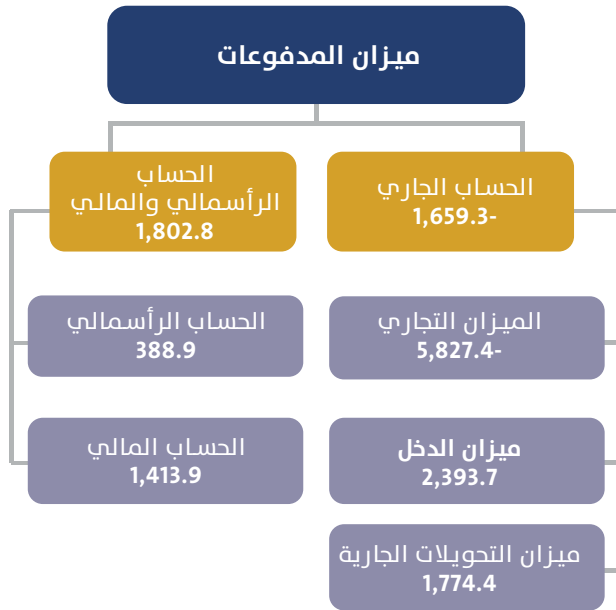 ميزان المدفوعات
الحساب الجاري
1,659.3-
الحساب
الرأسمالي والمالي
1,802.8
الميزان التجاري
5,827.4-
الحساب الرأسمالي
388.9
ميزان الدخل
2,393.7
الحساب المالي
1,413.9
ميزان التحويلات الجارية
1,774.4